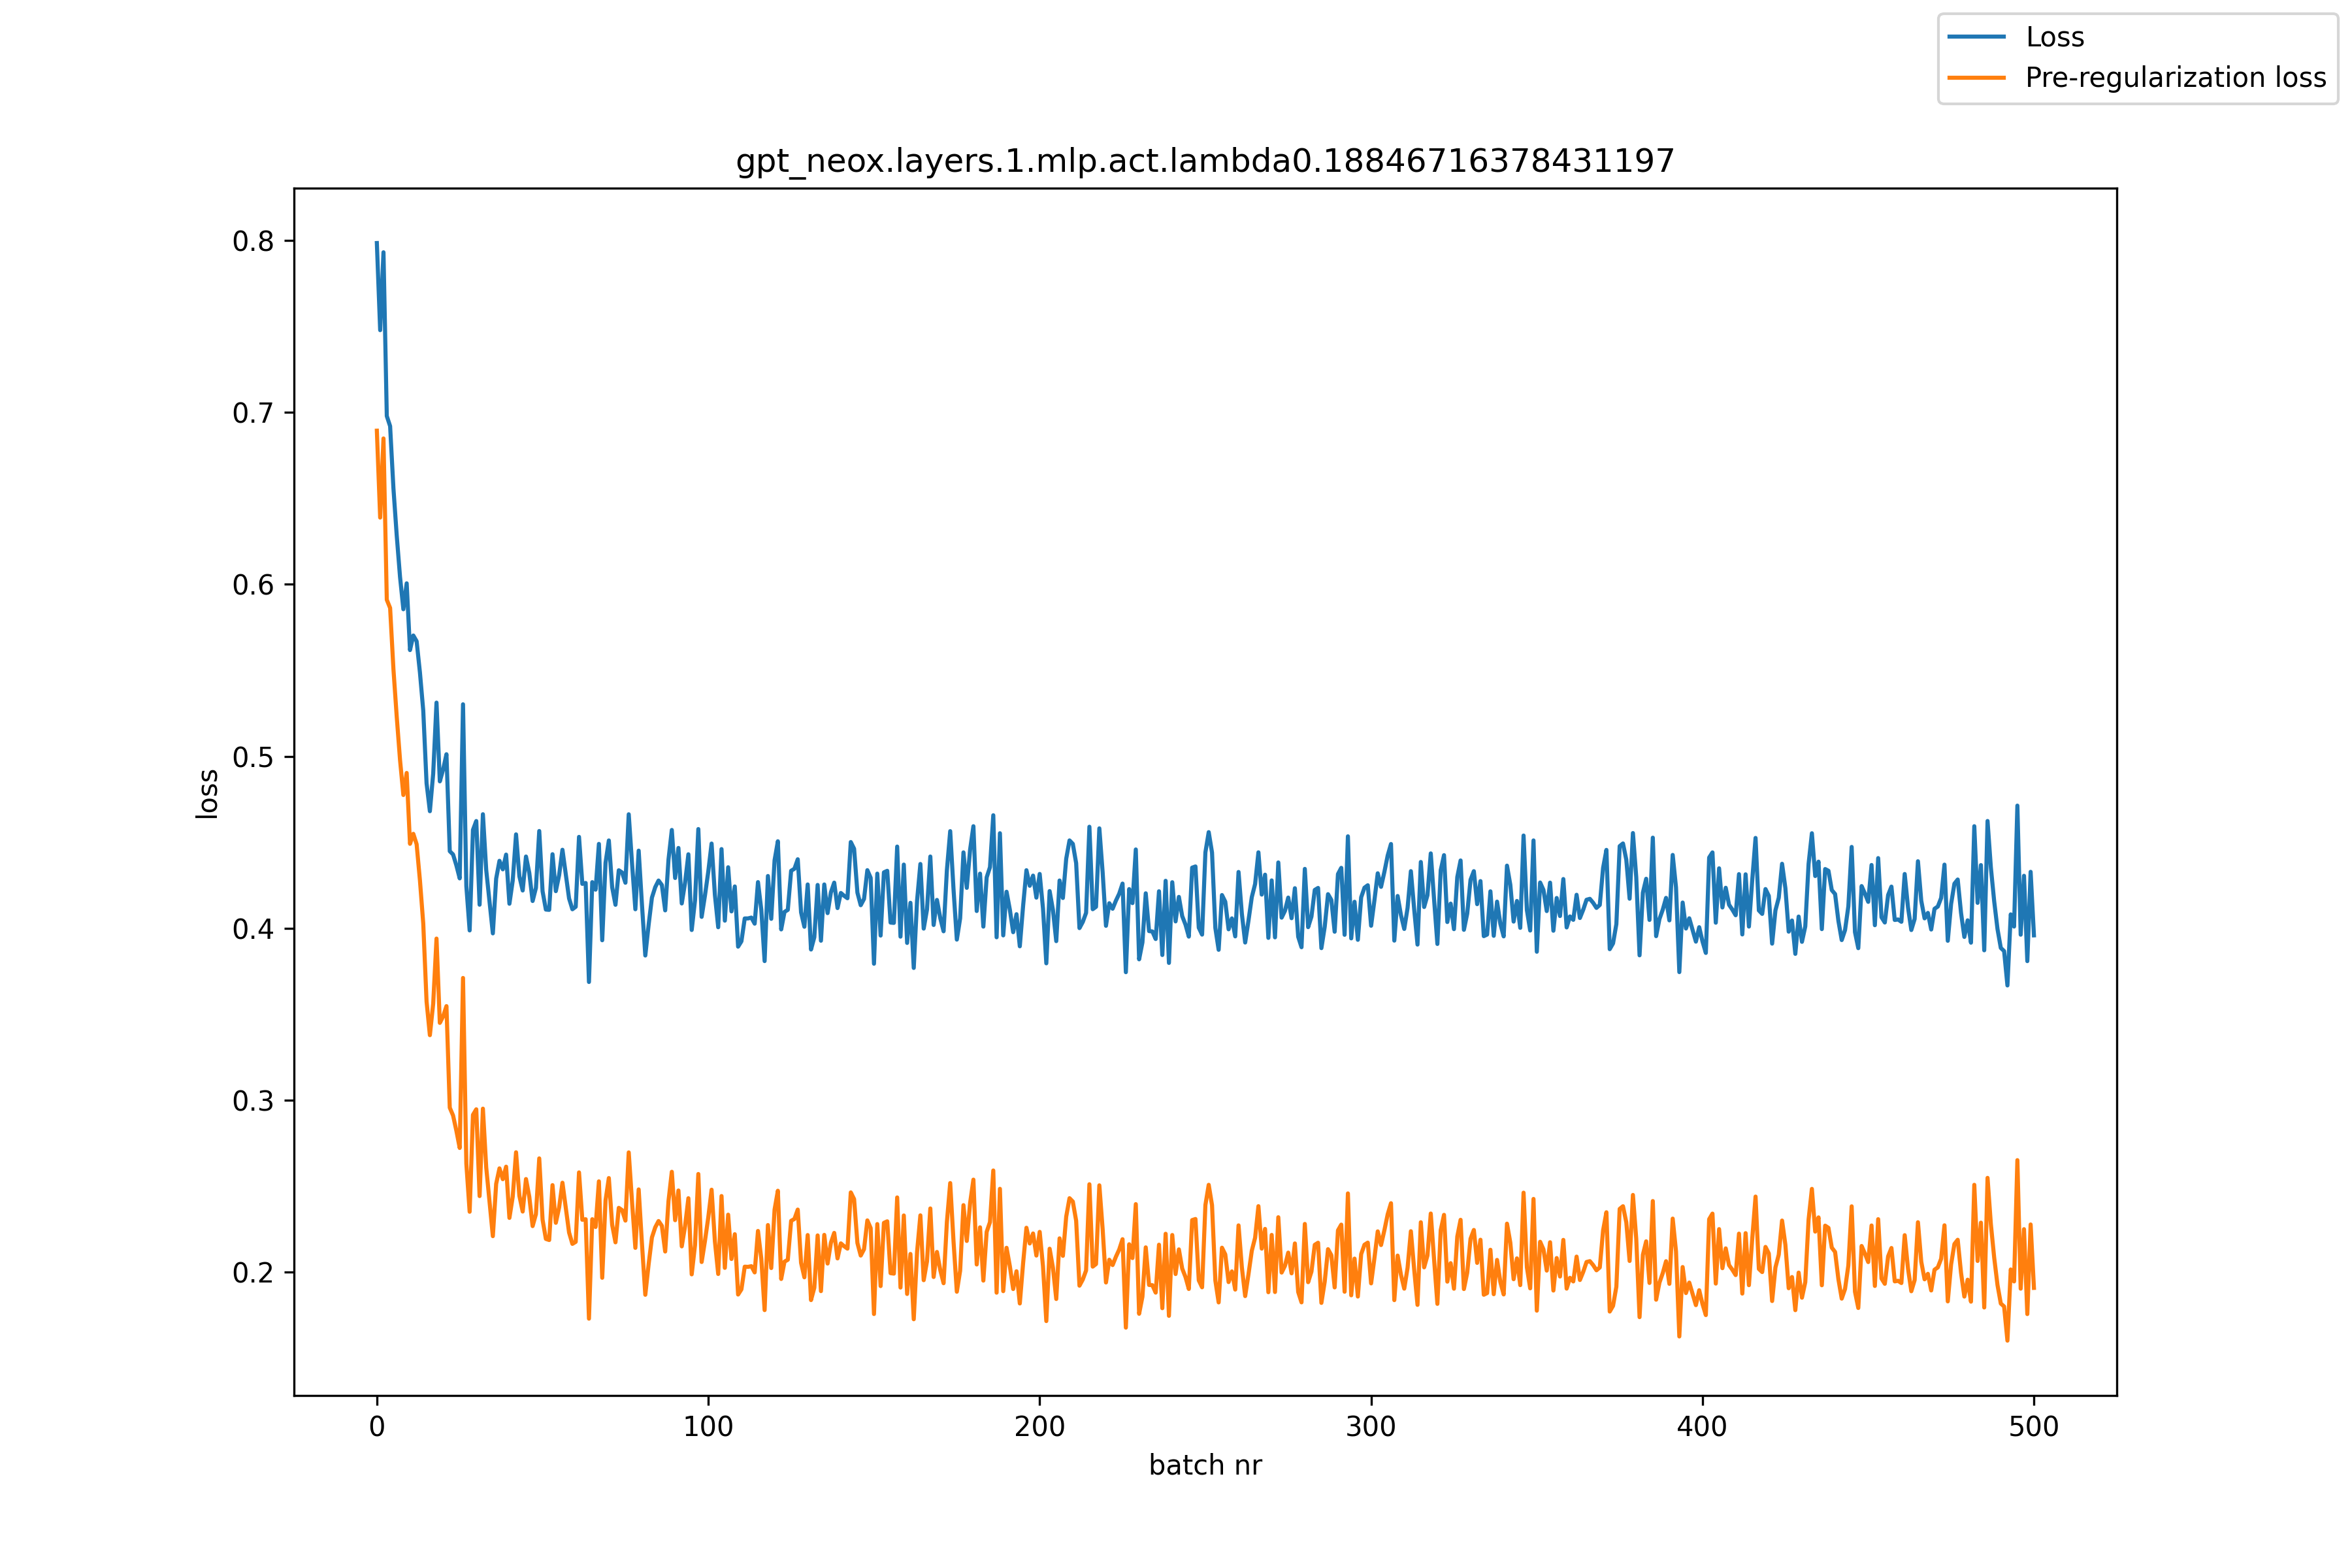 Loss
Pre-regularization loss
gpt_neox.layers.1.mlp.act.lambda0.18846716378431197
0.8
0.7
0.6
0.5
0.4
0.3
0.2
loss
0 100 200 300 400 500
batch nr